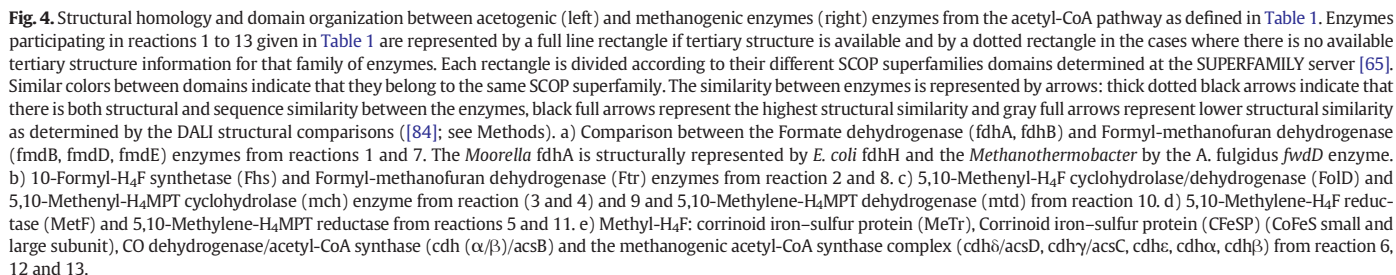 Fig. 4. Structural homology and domain organization between acetogenic (left) and methanogenic enzymes (right) enzymes from the acetyl-CoA pathway as defined in Table 1. Enzymes
participating in reactions 1 to 13 given in Table 1 are represented by a full line rectangle if tertiary structure is available and by a dotted rectangle in the cases where there is no available
tertiary structure information for that family of enzymes. Each rectangle is divided according to their different SCOP superfamilies domains determined at the SUPERFAMILY server [65].
Similar colors between domains indicate that they belong to the same SCOP superfamily. The similarity between enzymes is represented by arrows: thick dotted black arrows indicate that
there is both structural and sequence similarity between the enzymes, black full arrows represent the highest structural similarity and gray full arrows represent lower structural similarity
as determined by the DALI structural comparisons ([84]; see Methods). a) Comparison between the Formate dehydrogenase (fdhA, fdhB) and Formyl-methanofuran dehydrogenase
(fmdB, fmdD, fmdE) enzymes from reactions 1 and 7. The Moorella fdhA is structurally represented by E. coli fdhH and the Methanothermobacter by the A. fulgidus fwdD enzyme.
b) 10-Formyl-H₄F synthetase (Fhs) and Formyl-methanofuran dehydrogenase (Ftr) enzymes from reaction 2 and 8. c) 5,10-Methenyl-H₄F cyclohydrolase/dehydrogenase (FolD) and
5,10-Methenyl-H₄MPT cyclohydrolase (mch) enzyme from reaction (3 and 4) and 9 and 5,10-Methylene-H₄MPT dehydrogenase (mtd) from reaction 10. d) 5,10-Methylene-H₄F reduc-
tase (MetF) and 5,10-Methylene-H₄MPT reductase from reactions 5 and 11. e) Methyl-H₄F: corrinoid iron–sulfur protein (MeTr), Corrinoid iron–sulfur protein (CFeSP) (CoFeS small and
large subunit), CO dehydrogenase/acetyl-CoA synthase (cdh (α/β)/acsB) and the methanogenic acetyl-CoA synthase complex (cdhδ/acsD, cdhγ/acsC, cdhε, cdhα, cdhβ) from reaction 6,
12 and 13.